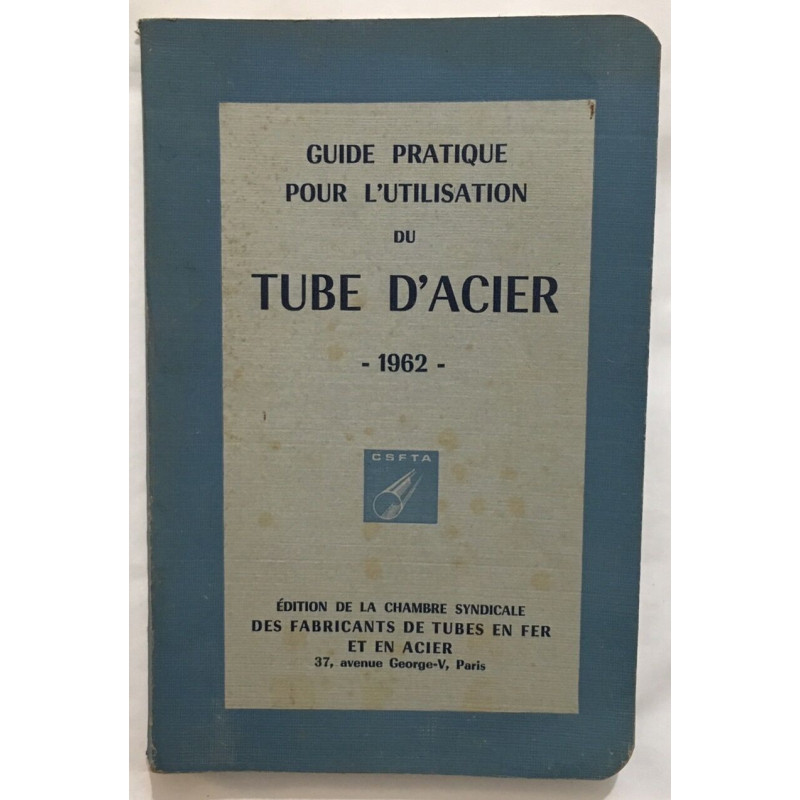 GUIDE PRATIQUE
POUR L'UTILISATION
DU
TUBE D'ACIER
- 1962 -
CSFTA
ÉDITION DE LA CHAMBRE SYNDICALE
DES FABRICANTS DE TUBES EN FER
ET EN ACIER
37, avenue George-V, Paris